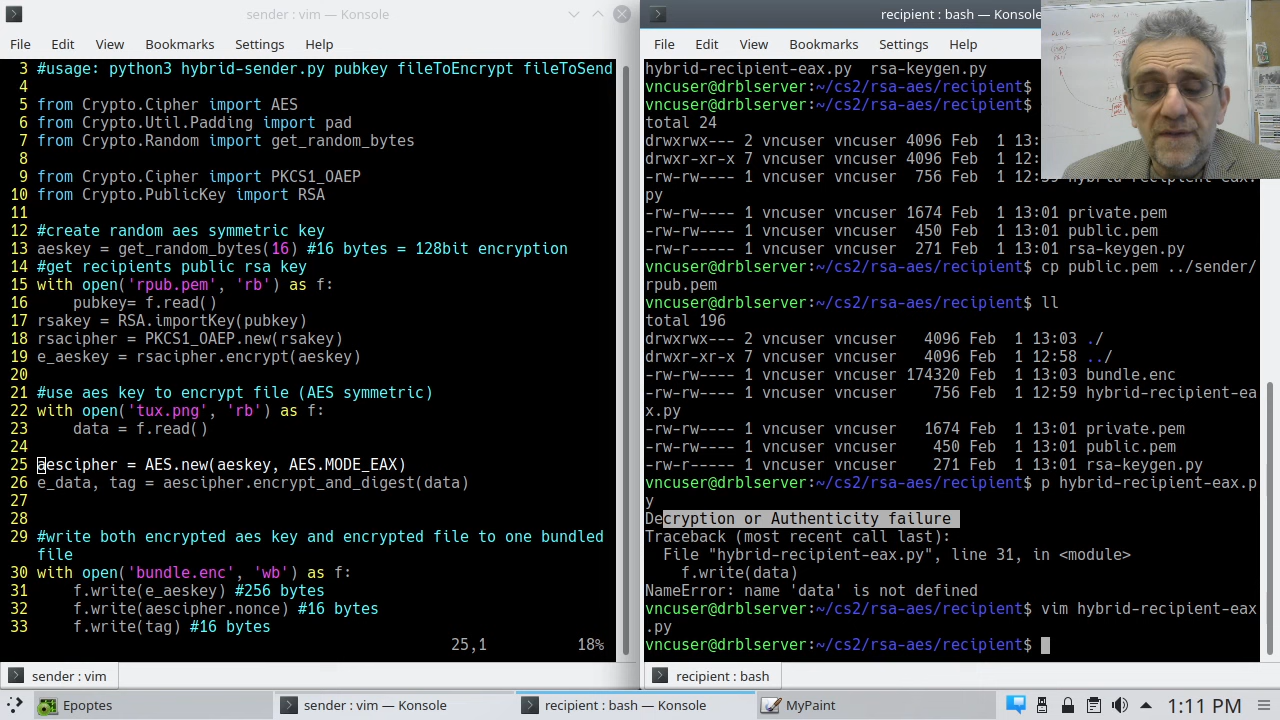 sender : vim — Konsole
File Edit View Bookmarks Settings Help
3 #usage: python3 hybrid-sender.py pubkey fileToEncrypt fileToSend
4
5 from Crypto.Cipher import AES
6 from Crypto.Util.Padding import pad
7 from Crypto.Random import get_random_bytes
8
9 from Crypto.Cipher import PKCS1_OAEP
10 from Crypto.PublicKey import RSA
11
12 #create random aes symmetric key
13 aeskey = get_random_bytes(16) #16 bytes = 128bit encryption
14 #get recipients public rsa key
15 with open('rpub.pem', 'rb') as f:
16     pubkey= f.read()
17 rsakey = RSA.importKey(pubkey)
18 rsacipher = PKCS1_OAEP.new(rsakey)
19 e_aeskey = rsacipher.encrypt(aeskey)
20
21 #use aes key to encrypt file (AES symmetric)
22 with open('tux.png', 'rb') as f:
23     data = f.read()
24
25 aescipher = AES.new(aeskey, AES.MODE_EAX)
26 e_data, tag = aescipher.encrypt_and_digest(data)
27
28
29 #write both encrypted aes key and encrypted file to one bundled
file
30 with open('bundle.enc', 'wb') as f:
31     f.write(e_aeskey) #256 bytes
32     f.write(aescipher.nonce) #16 bytes
33     f.write(tag) #16 bytes
25,1 18%
sender : vim
recipient : bash — Konsole
File Edit View Bookmarks Settings Help
hybrid-recipient-eax.py  rsa-keygen.py
vncuser@drblserver:~/cs2/rsa-aes/recipient$
vncuser@drblserver:~/cs2/rsa-aes/recipient$
total 24
drwxrwx--- 2 vncuser vncuser 4096 Feb  1 13:
drwxr-xr-x 7 vncuser vncuser 4096 Feb  1 12:
-rw-rw---- 1 vncuser vncuser  756 Feb  1 12:59 hybrid-recipient-eax.
py
-rw-rw---- 1 vncuser vncuser 1674 Feb  1 13:01 private.pem
-rw-rw---- 1 vncuser vncuser  450 Feb  1 13:01 public.pem
-rw-r----- 1 vncuser vncuser  271 Feb  1 13:01 rsa-keygen.py
vncuser@drblserver:~/cs2/rsa-aes/recipient$ cp public.pem ../sender/
rpub.pem
vncuser@drblserver:~/cs2/rsa-aes/recipient$ ll
total 196
drwxrwx--- 2 vncuser vncuser   4096 Feb  1 13:03 ./
drwxr-xr-x 7 vncuser vncuser   4096 Feb  1 12:58 ../
-rw-rw---- 1 vncuser vncuser 174320 Feb  1 13:03 bundle.enc
-rw-rw---- 1 vncuser vncuser    756 Feb  1 12:59 hybrid-recipient-ea
x.py
-rw-rw---- 1 vncuser vncuser   1674 Feb  1 13:01 private.pem
-rw-rw---- 1 vncuser vncuser    450 Feb  1 13:01 public.pem
-rw-r----- 1 vncuser vncuser    271 Feb  1 13:01 rsa-keygen.py
vncuser@drblserver:~/cs2/rsa-aes/recipient$ p hybrid-recipient-eax.p
y
Decryption or Authenticity failure
Traceback (most recent call last):
  File "hybrid-recipient-eax.py", line 31, in <module>
    f.write(data)
NameError: name 'data' is not defined
vncuser@drblserver:~/cs2/rsa-aes/recipient$ vim hybrid-recipient-eax
.py
vncuser@drblserver:~/cs2/rsa-aes/recipient$
recipient : bash
Epoptes
sender : vim — Konsole
recipient : bash — Konsole
MyPaint
1:11 PM